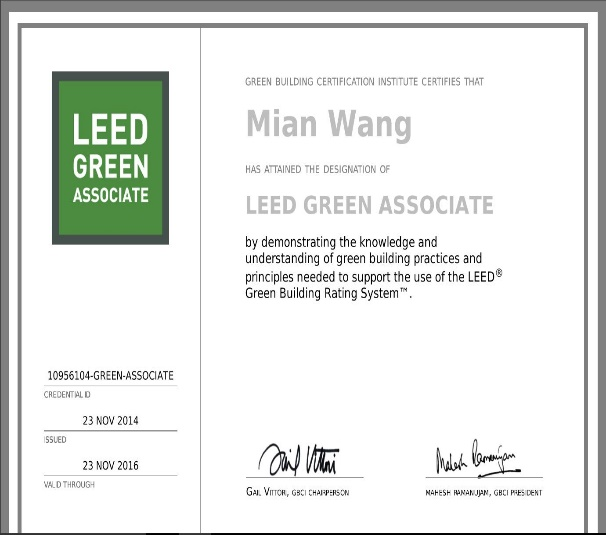 LEED
GREEN
ASSOCIATE
10956104-GREEN-ASSOCIATE
CREDENTIAL ID
23 NOV 2014
ISSUED
23 NOV 2016
VALID THROUGH
GREEN BUILDING CERTIFICATION INSTITUTE CERTIFIES THAT
Mian Wang
HAS ATTAINED THE DESIGNATION OF
LEED GREEN ASSOCIATE
by demonstrating the knowledge and
understanding of green building practices and
principles needed to support the use of the LEED®
Green Building Rating System™.
Gail Vittori
Mahesh Ramanujam
GAIL VITTOR, GBCI CHAIRPERSON
MAHESH RAMANUJAM, GBCI PRESIDENT